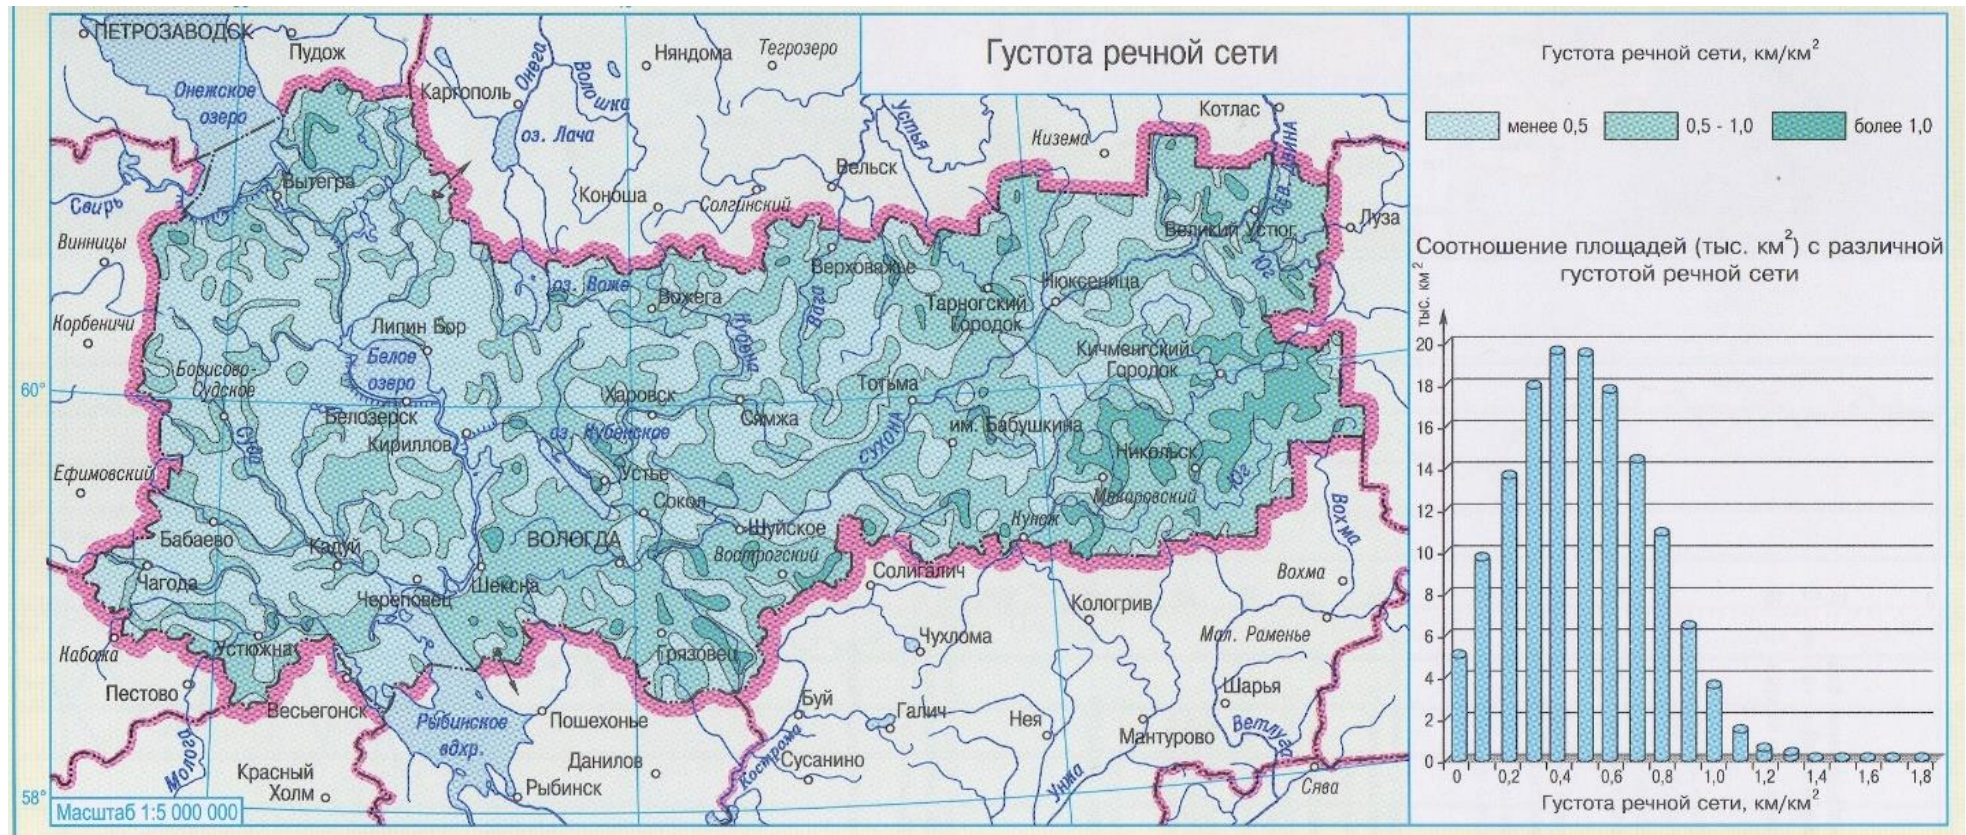 Густота речной сети
ПЕТРОЗАВОДСК
Пудож
Онежское
озеро
Каргополь
Онега
Волошка
Няндома
Тегрозеро
оз. Лача
Устья
Кизема
Котлас
СЕВ. ДВИНА
Вельск
Коноша
Солгинский
Луза
Свирь
Вытегра
Винницы
Великий Устюг
Юг
Верховажье
оз. Воже
Вожега
Вага
Кубена
Нюксеница
Тарногский
Городок
Корбеничи
Липин Бор
Белое
озеро
Борисово-
Судское
Суда
Кичменгский
Городок
60°
Белозерск
Кириллов
Харовск
оз. Кубенское
Сямжа
Тотьма
СУХОНА
им. Бабушкина
Никольск
Юг
Макаровский
Ефимовский
Устье
Сокол
Шуйское
Воатрогский
Кунож
Вохма
Бабаево
Кадуй
ВОЛОГДА
Чагода
Череповец
Шексна
Солигалич
Вохма
Кологрив
Мал. Раменье
Чухлома
Кабожа
Устюжна
Грязовец
Пестово
Весьегонск
Молога
Рыбинское
вдхр.
Пошехонье
Буй
Галич
Нея
Шарья
Ветлуга
Мантурово
Данилов
Кострома
Сусанино
Унжа
Сява
Красный
Холм
Рыбинск
58°
Масштаб 1:5 000 000
Густота речной сети, км/км²
менее 0,5
0,5 - 1,0
более 1,0
Соотношение площадей (тыс. км²) с различной
густотой речной сети
тыс. км²
20
18
16
14
12
10
8
6
4
2
0
0 0,2 0,4 0,6 0,8 1,0 1,2 1,4 1,6 1,8
Густота речной сети, км/км²